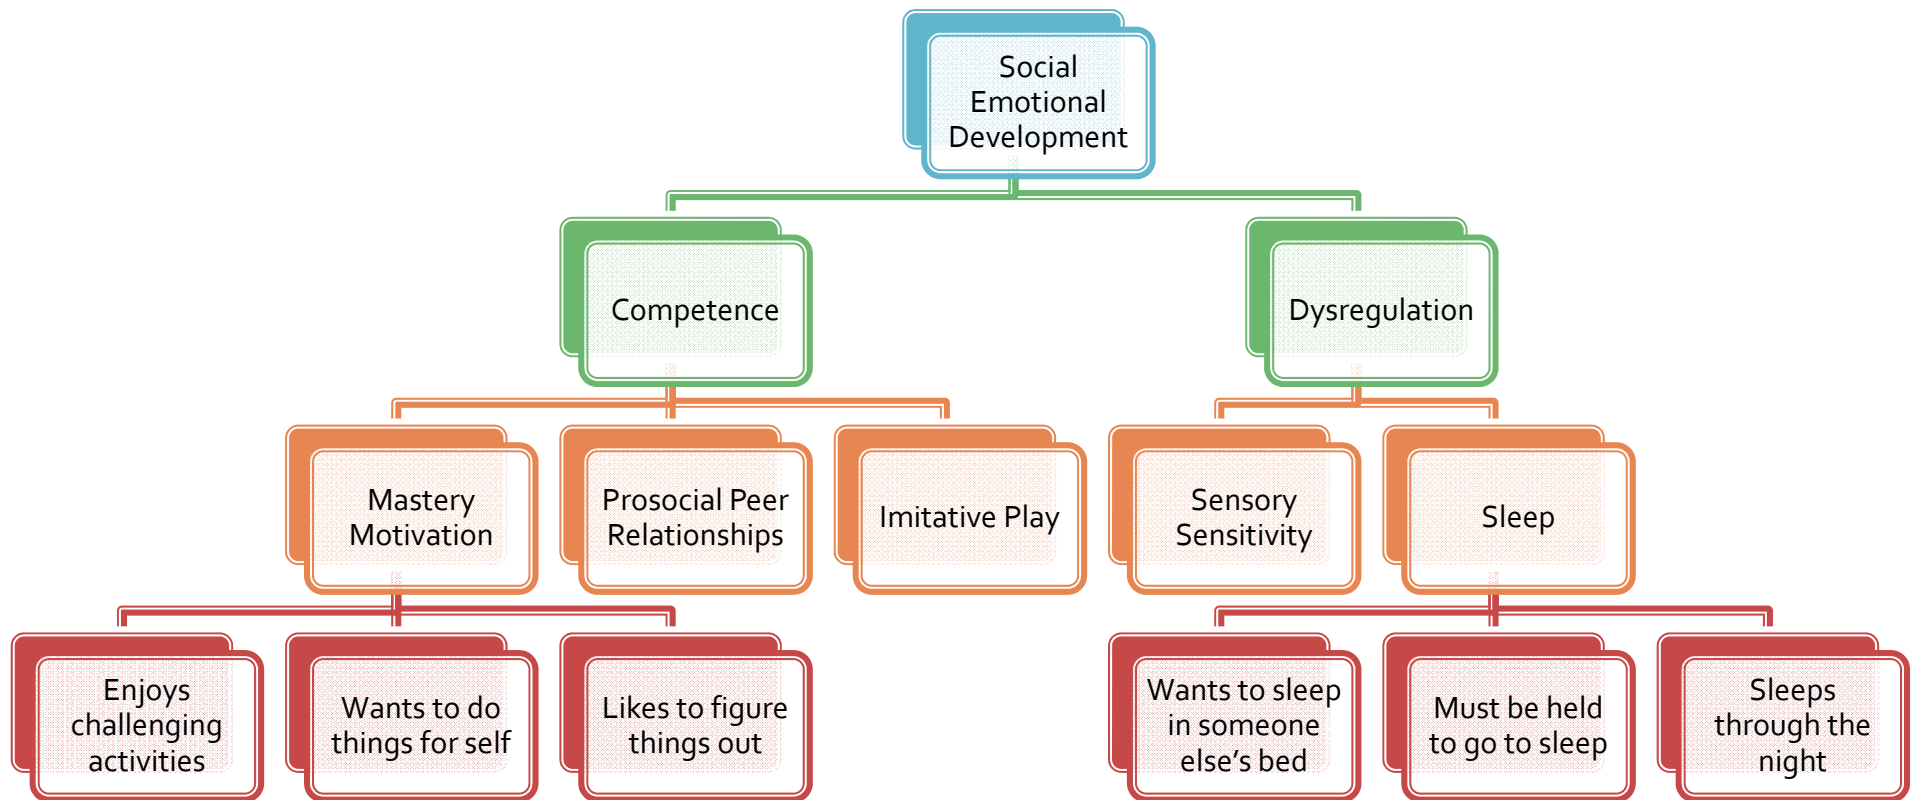 Social
Emotional
Development
Competence
Dysregulation
Mastery
Motivation
Prosocial Peer
Relationships
Imitative Play
Sensory
Sensitivity
Sleep
Enjoys
challenging
activities
Wants to do
things for self
Likes to figure
things out
Wants to sleep
in someone
else’s bed
Must be held
to go to sleep
Sleeps
through the
night